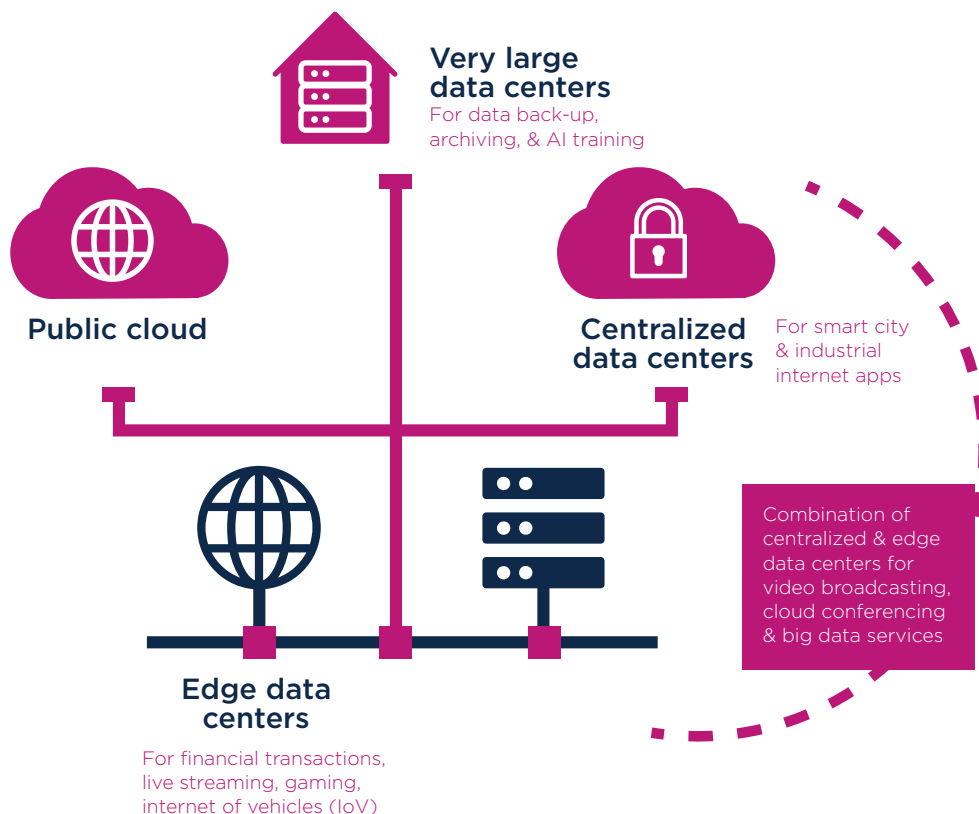 Very large
data centers
For data back-up,
archiving, & AI training
Public cloud
Centralized
data centers
For smart city
& industrial
internet apps
Combination of
centralized & edge
data centers for
video broadcasting,
cloud conferencing
& big data services
Edge data
centers
For financial transactions,
live streaming, gaming,
internet of vehicles (IoV)